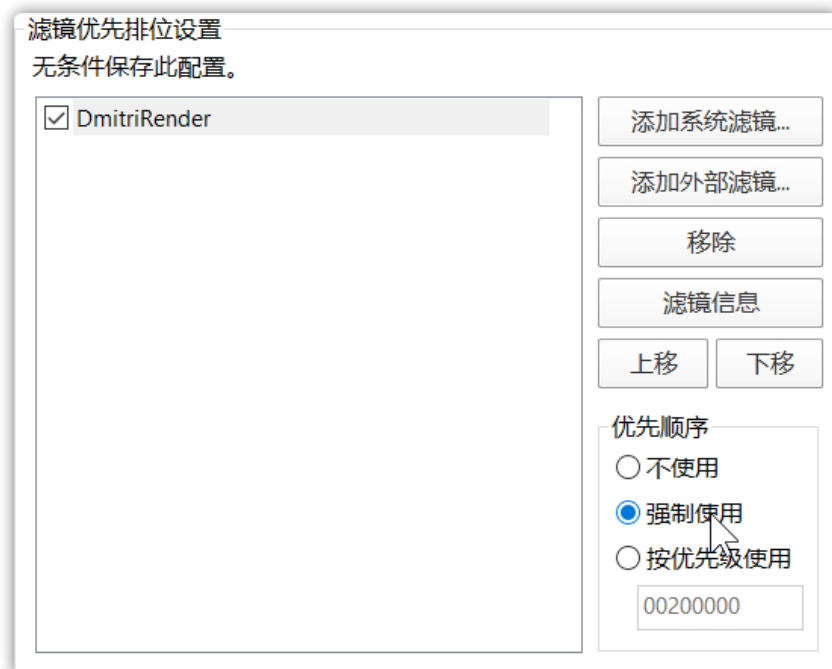 滤镜优先排位设置
无条件保存此配置。
DmitriRender
添加系统滤镜...
添加外部滤镜...
移除
滤镜信息
上移
下移
优先顺序
不使用
强制使用
按优先级使用
00200000